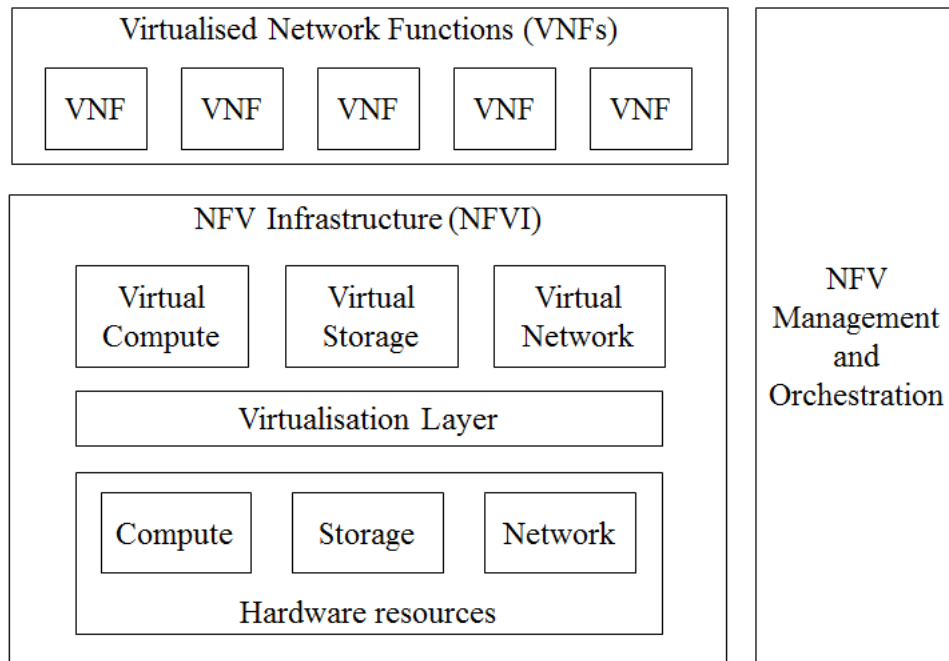 Virtualised Network Functions (VNFs)
VNF VNF VNF VNF VNF
NFV Infrastructure (NFVI)
Virtual
Compute
Virtual
Storage
Virtual
Network
Virtualisation Layer
Compute Storage Network
Hardware resources
NFV
Management
and
Orchestration